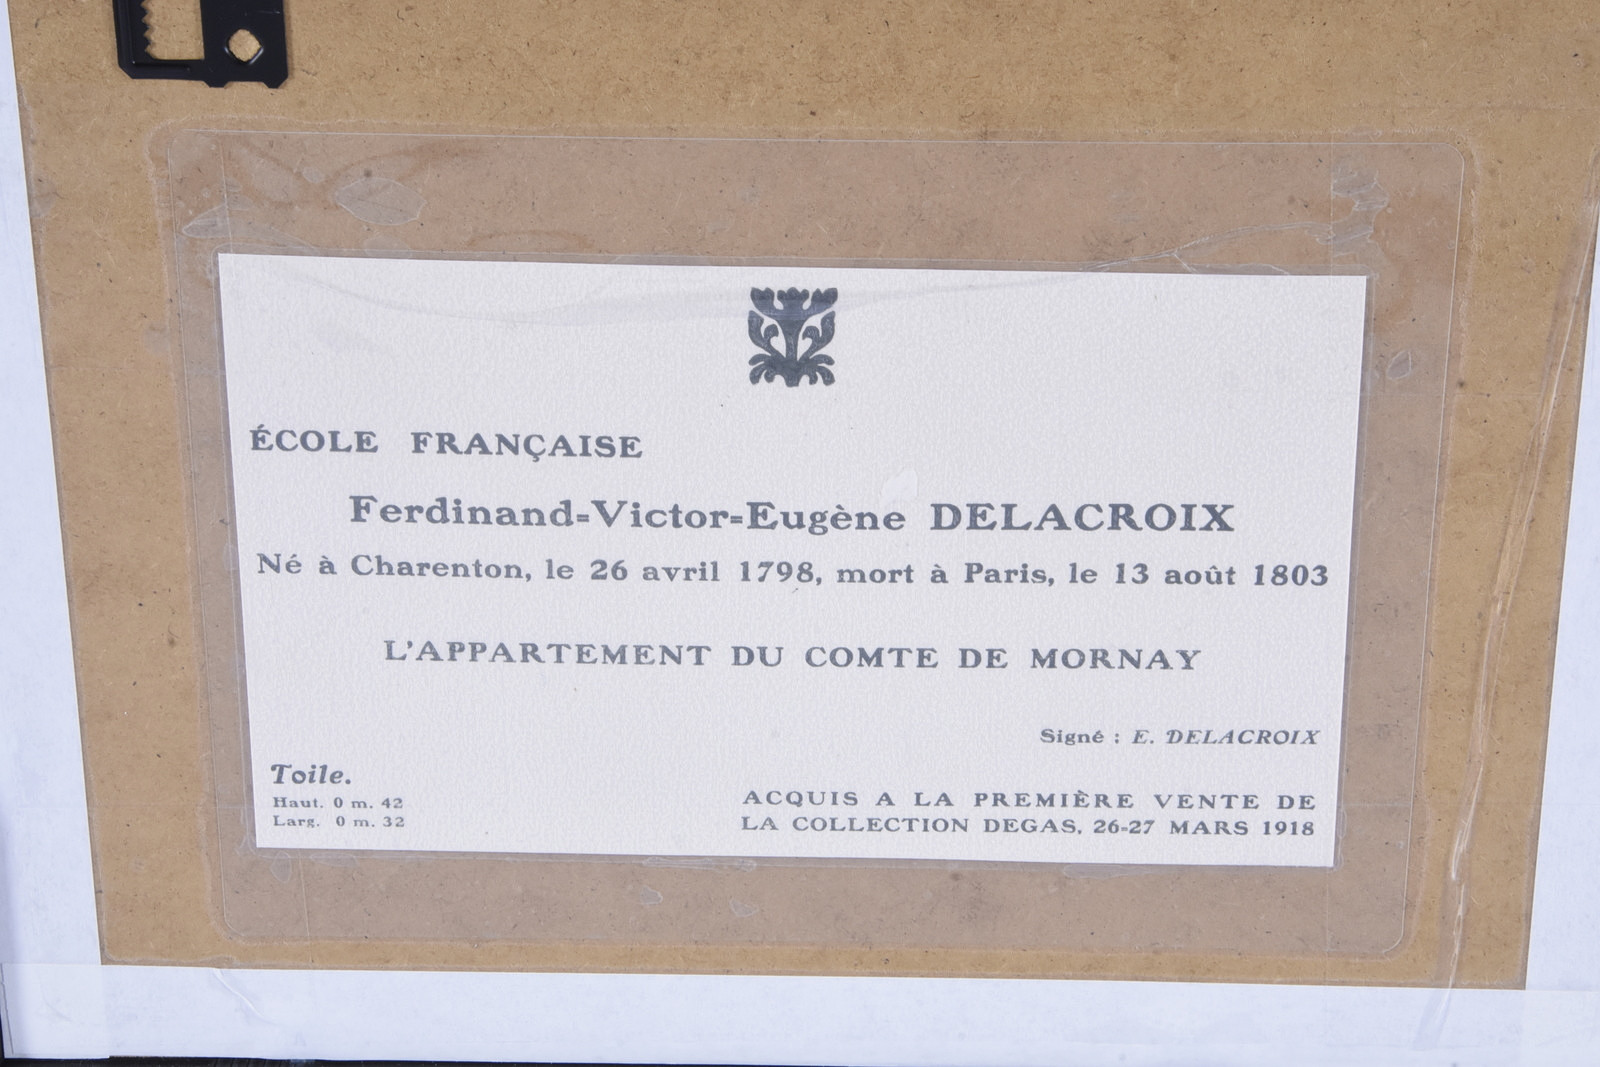 ÉCOLE FRANÇAISE
Ferdinand=Victor=Eugène DELACROIX
Né à Charenton, le 26 avril 1798, mort à Paris, le 13 août 1803
L'APPARTEMENT DU COMTE DE MORNAY
Signé : E. DELACROIX
Toile.
Haut. 0 m. 42
Larg. 0 m. 32
ACQUIS A LA PREMIÈRE VENTE DE
LA COLLECTION DEGAS, 26-27 MARS 1918